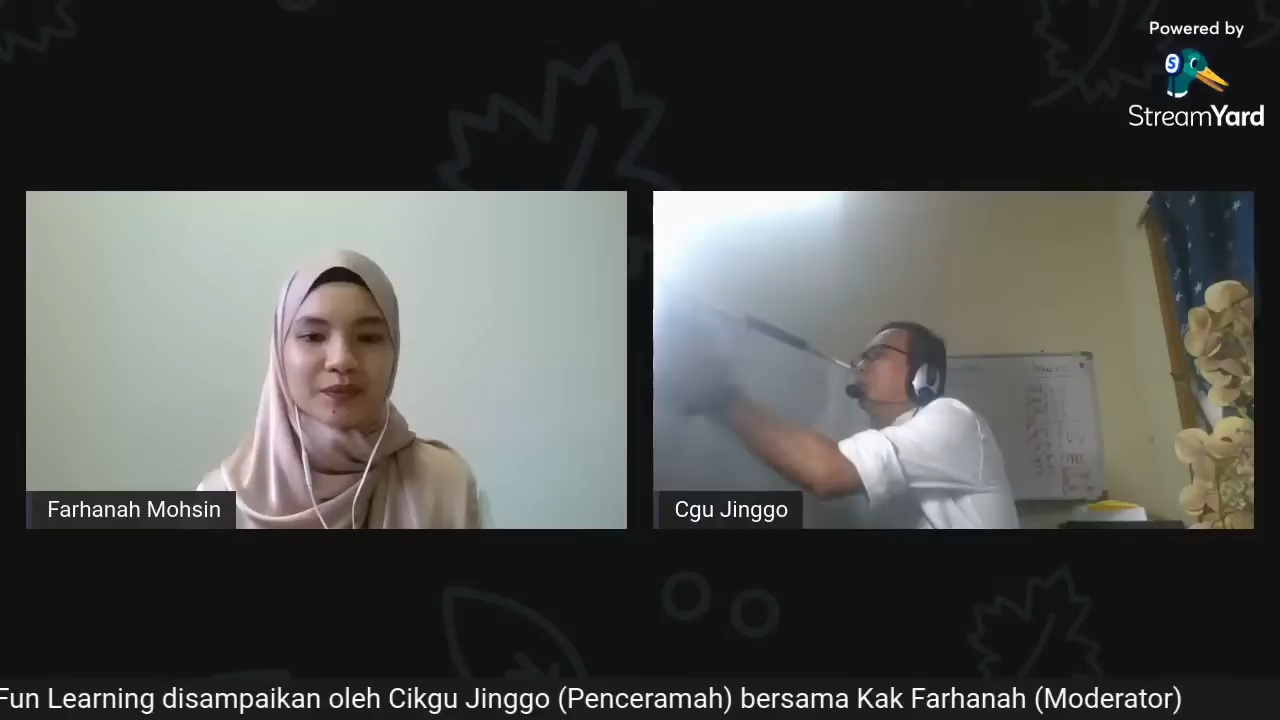 Powered by
S
StreamYard
Farhanah Mohsin
Cgu Jinggo
Fun Learning disampaikan oleh Cikgu Jinggo (Penceramah) bersama Kak Farhanah (Moderator)